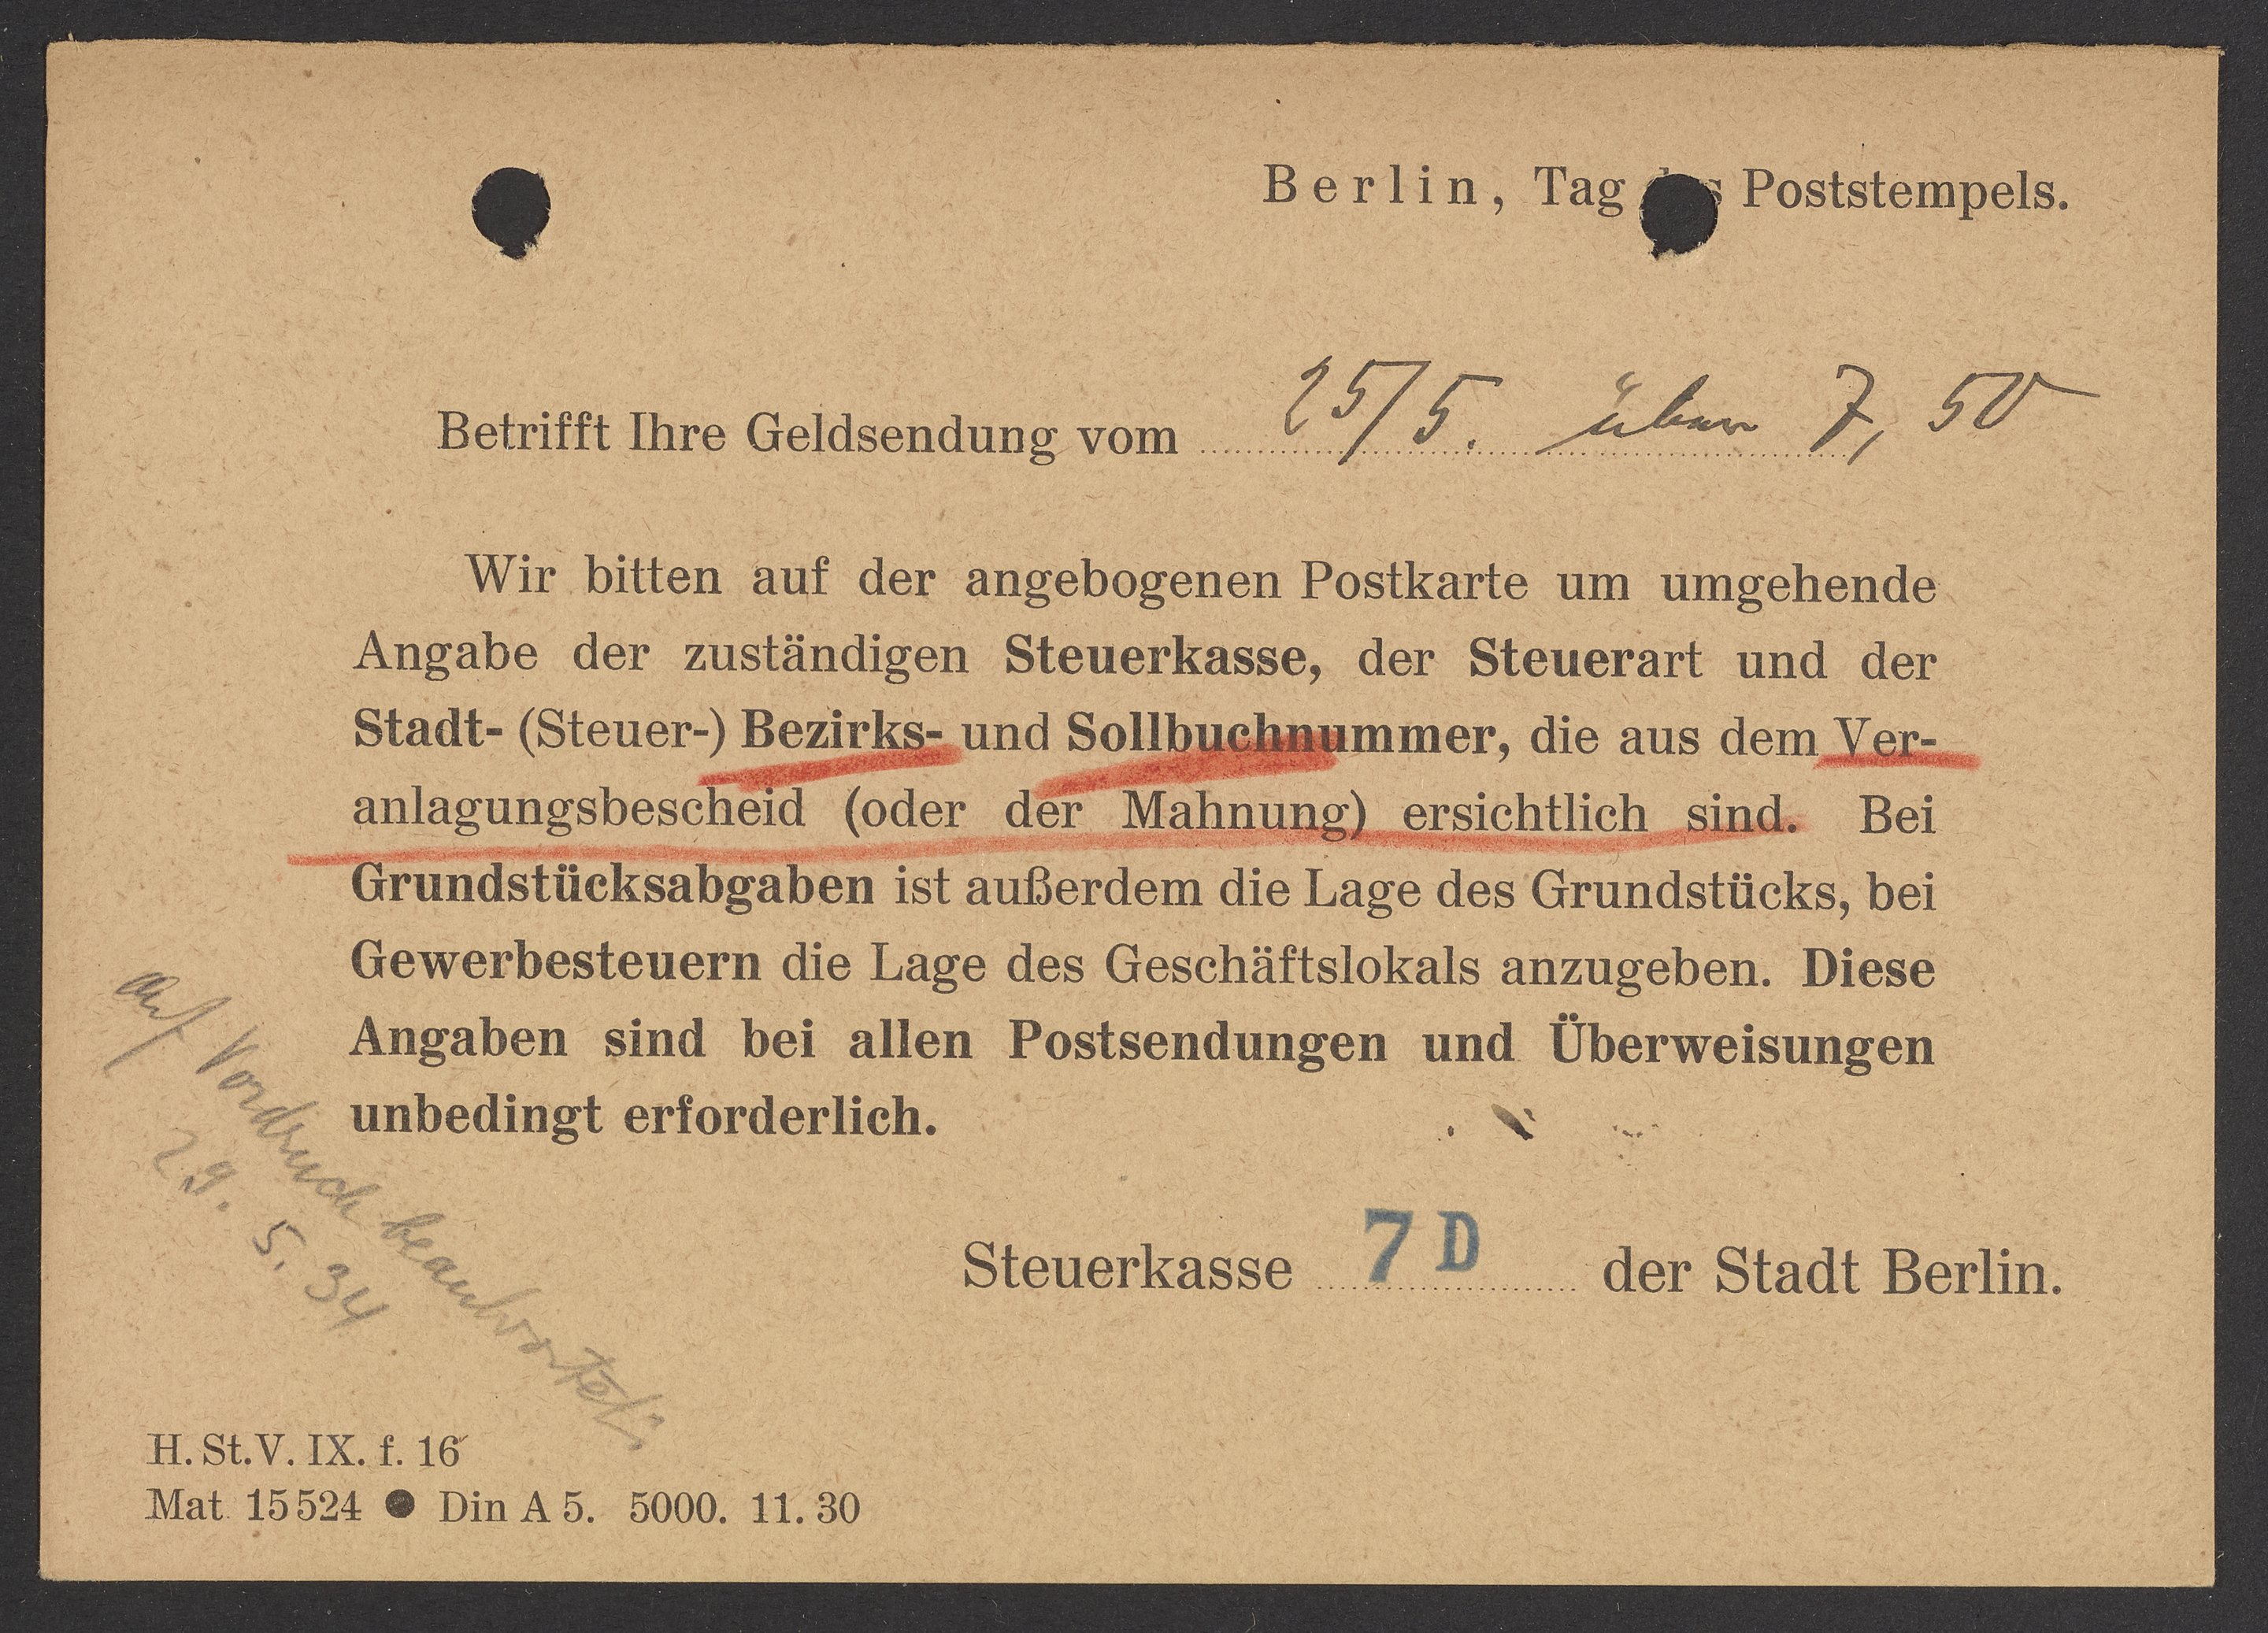 Berlin, Tag des Poststempels.
Betrifft Ihre Geldsendung vom 25/5. über 7,50
Wir bitten auf der angebogenen Postkarte um umgehende
Angabe der zuständigen Steuerkasse, der Steuerart und der
Stadt- (Steuer-) Bezirks- und Sollbuchnummer, die aus dem Ver-
anlagungsbescheid (oder der Mahnung) ersichtlich sind. Bei
Grundstücksabgaben ist außerdem die Lage des Grundstücks, bei
Gewerbesteuern die Lage des Geschäftslokals anzugeben. Diese
Angaben sind bei allen Postsendungen und Überweisungen
unbedingt erforderlich.
auf Vordruck beantwortet
29. 5. 34
Steuerkasse 7 D der Stadt Berlin.
H. St. V. IX. f. 16
Mat 15524 ● Din A 5. 5000. 11. 30